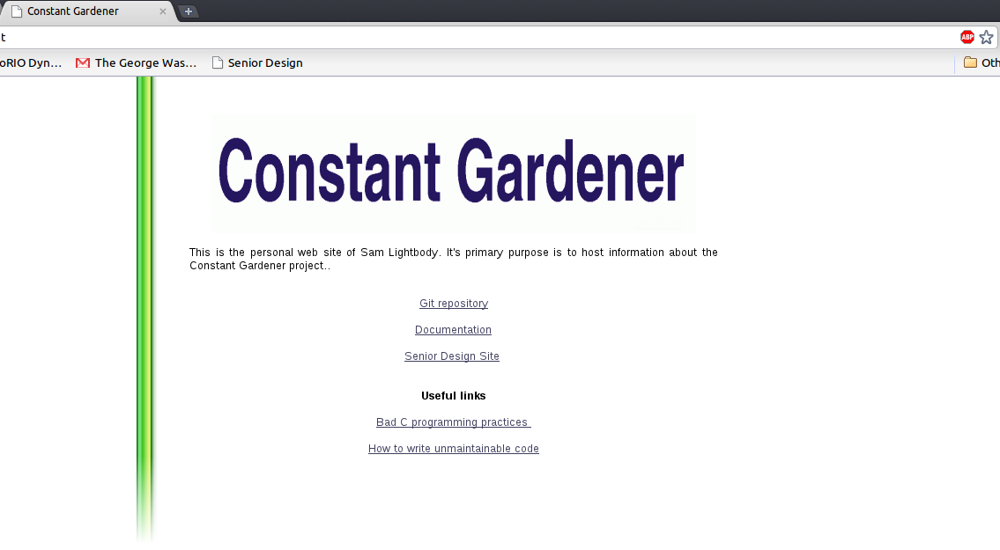 Constant Gardener
t
ABP
oRIO Dyn... The George Was... Senior Design Oth
Constant Gardener
This is the personal web site of Sam Lightbody. It's primary purpose is to host information about the
Constant Gardener project..
Git repository
Documentation
Senior Design Site
Useful links
Bad C programming practices
How to write unmaintainable code